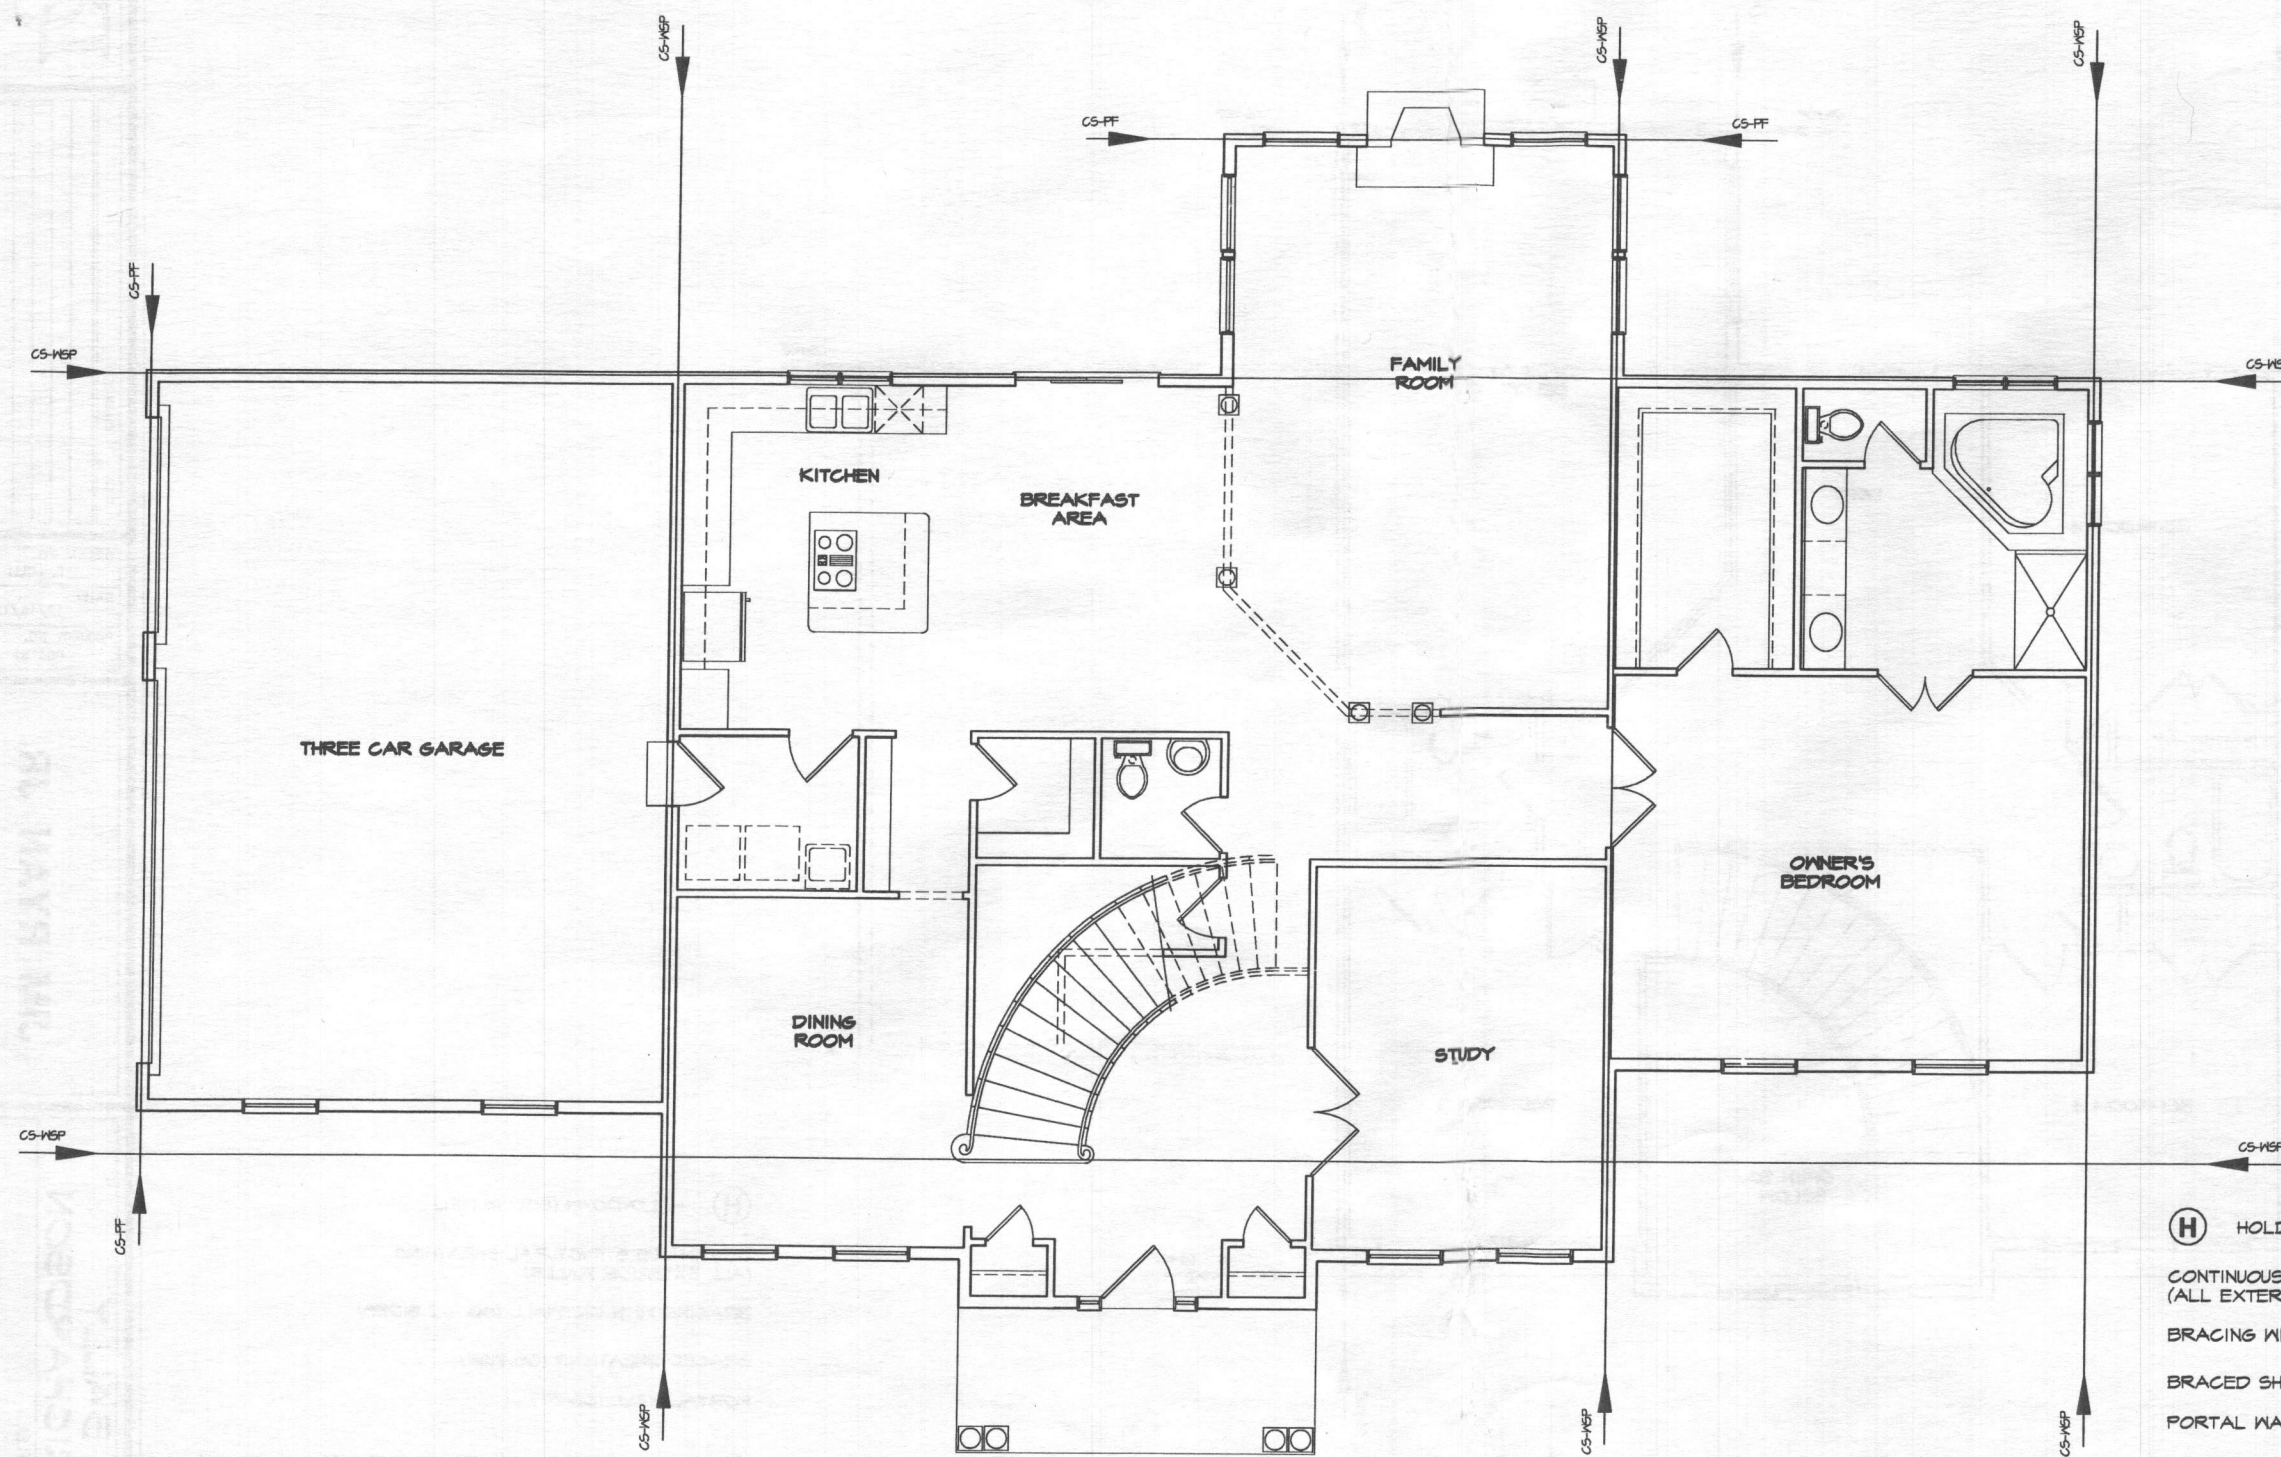 CS-WSP
CS-WSP
CS-WSP
CS-PF
CS-PF
CS-PF
CS-WSP
CS-WS
FAMILY
ROOM
KITCHEN
BREAKFAST
AREA
THREE CAR GARAGE
OWNER'S
BEDROOM
DINING
ROOM
STUDY
CS-WSP
CS-WSP
CS-PF
H HOLD
CONTINUOUS
(ALL EXTER
BRACING W
BRACED SH
PORTAL WA
CS-WSP
CS-WSP
CS-WSP